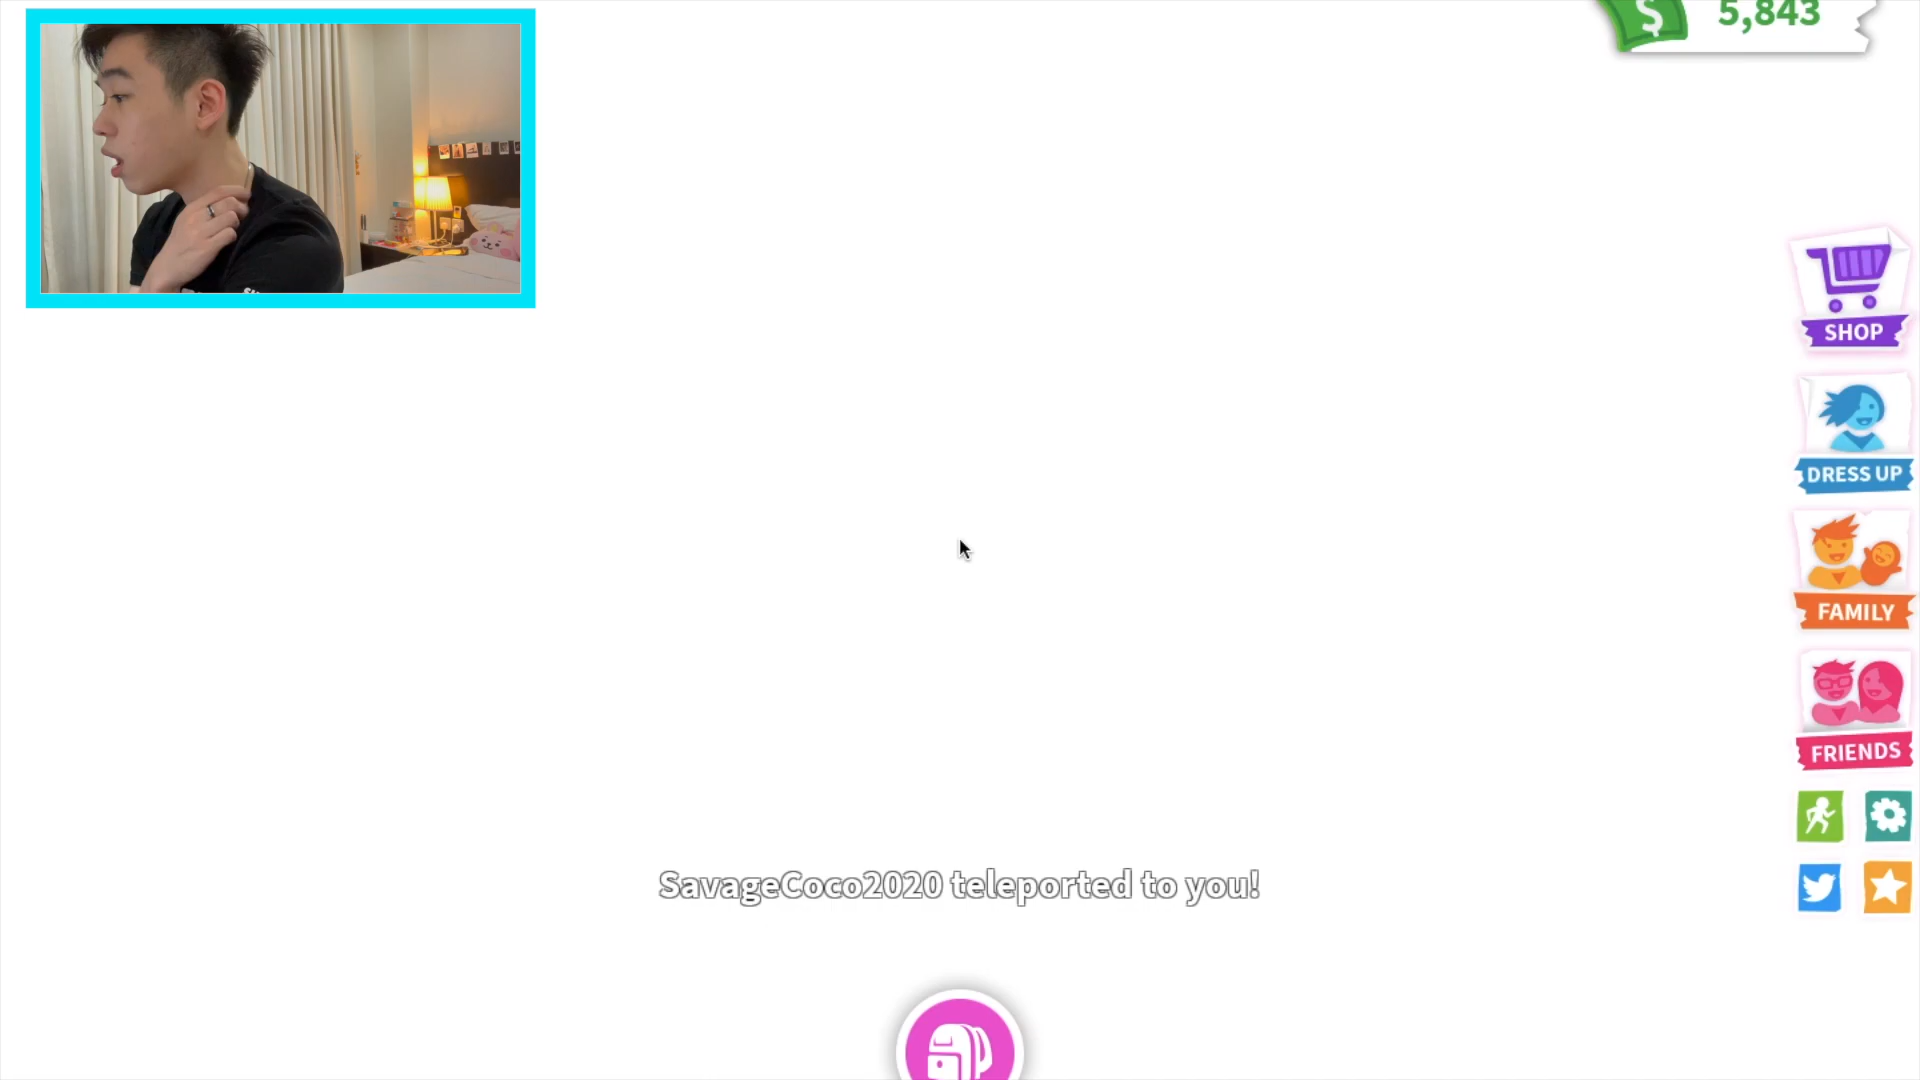 5,843
SHOP
DRESS UP
FAMILY
FRIENDS
SavageCoco2020 teleported to you!